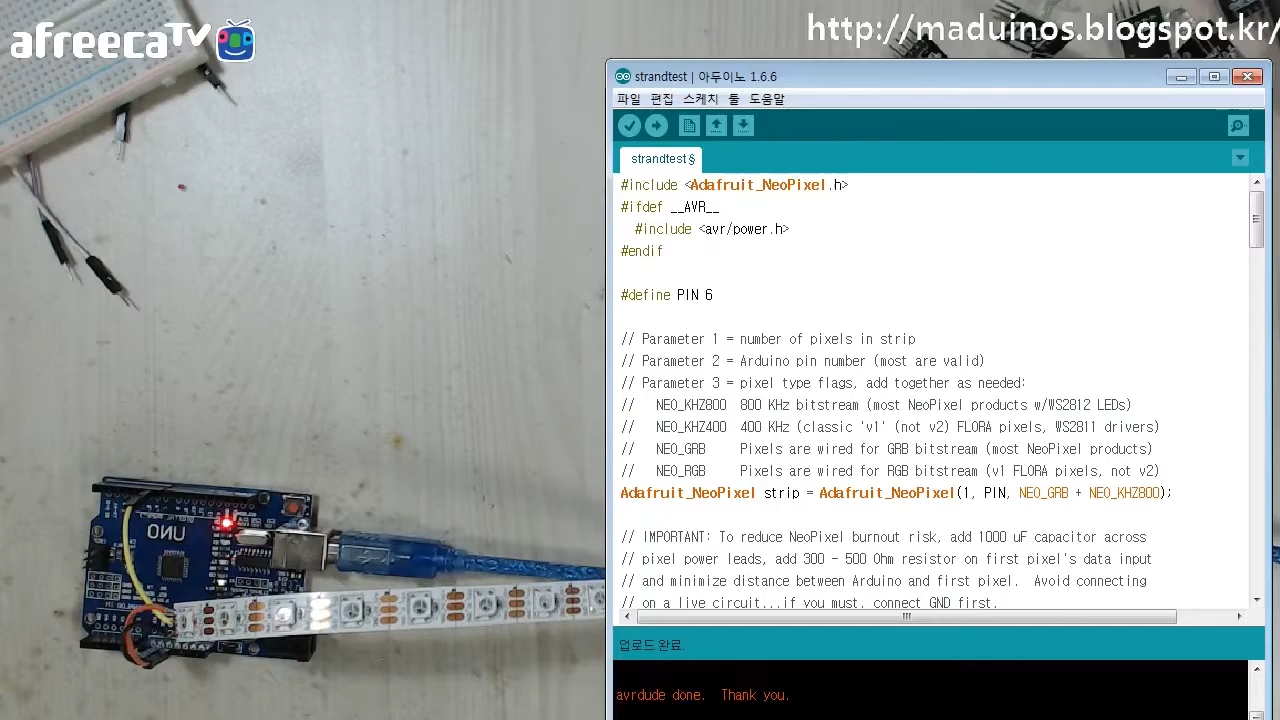 afreecaTV
http://maduinos.blogspot.kr/
strandtest | 아두이노 1.6.6
파일 편집 스케치 툴 도움말
strandtest §
#include <Adafruit_NeoPixel.h>
#ifdef __AVR__
#include <avr/power.h>
#endif
#define PIN 6
// Parameter 1 = number of pixels in strip
// Parameter 2 = Arduino pin number (most are valid)
// Parameter 3 = pixel type flags, add together as needed:
//   NEO_KHZ800  800 KHz bitstream (most NeoPixel products w/WS2812 LEDs)
//   NEO_KHZ400  400 KHz (classic 'v1' (not v2) FLORA pixels, WS2811 drivers)
//   NEO_GRB     Pixels are wired for GRB bitstream (most NeoPixel products)
//   NEO_RGB     Pixels are wired for RGB bitstream (v1 FLORA pixels, not v2)
Adafruit_NeoPixel strip = Adafruit_NeoPixel(1, PIN, NEO_GRB + NEO_KHZ800);
// IMPORTANT: To reduce NeoPixel burnout risk, add 1000 uF capacitor across
// pixel power leads, add 300 - 500 Ohm resistor on first pixel's data input
// and minimize distance between Arduino and first pixel.  Avoid connecting
// on a live circuit...if you must, connect GND first.
업로드 완료.
avrdude done.  Thank you.
UNO